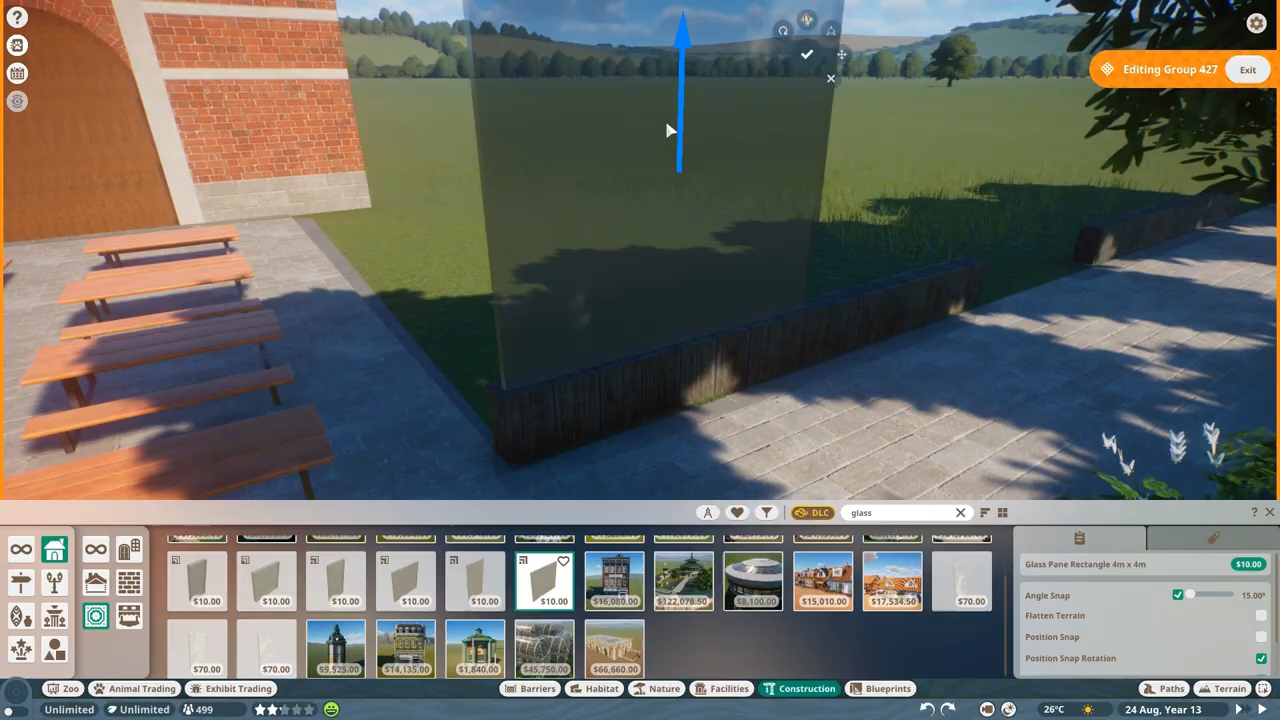 ?
Editing Group 427 Exit
DLC glass
?
$10.00 $10.00 $10.00 $10.00 $10.00 $10.00 $16,080.00 $122,078.50 $8,100.00 $15,010.00 $17,534.50 $70.00
$70.00 $70.00 $9,525.00 $14,135.00 $1,840.00 $45,750.00 $66,660.00
Glass Pane Rectangle 4m x 4m $10.00
Angle Snap 15.00°
Flatten Terrain
Position Snap
Position Snap Rotation
Zoo Animal Trading Exhibit Trading Barriers Habitat Nature Facilities Construction Blueprints Paths Terrain
Unlimited Unlimited 499 26°C 24 Aug, Year 13